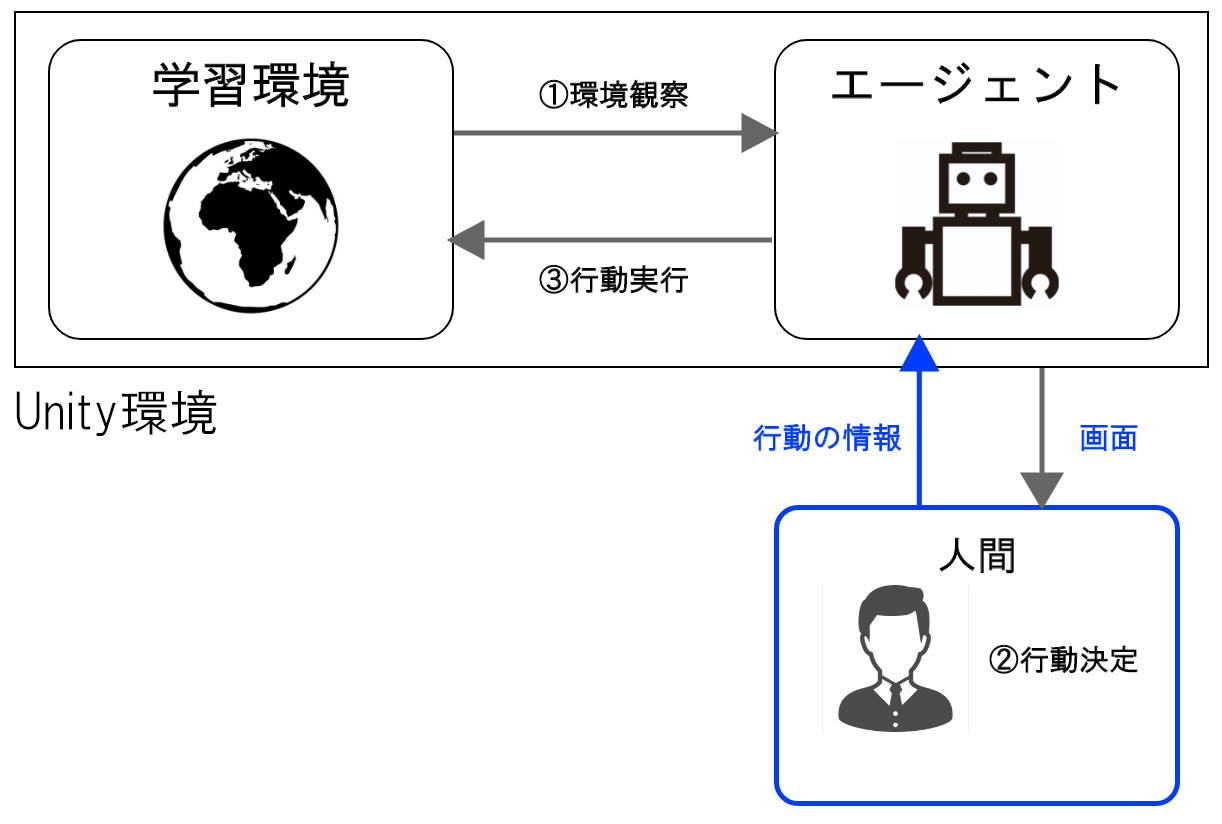 学習環境
①環境観察
エージェント
③行動実行
Unity環境
行動の情報
画面
人間
②行動決定